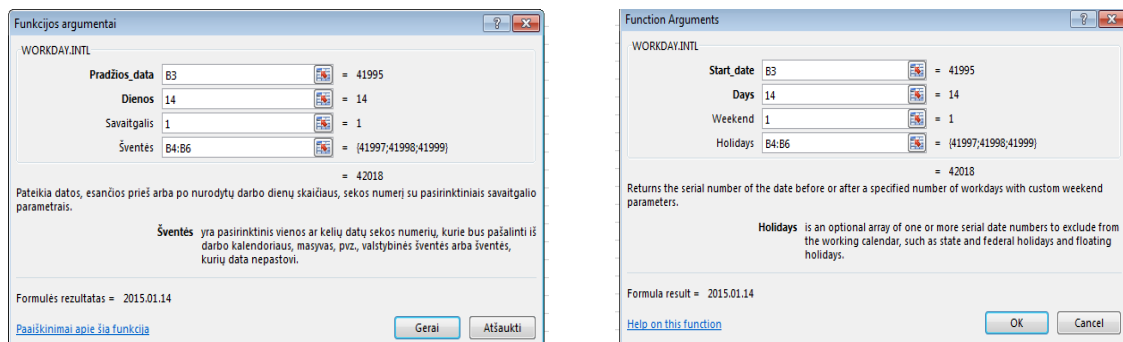 Funkcijos argumentai
WORKDAY.INTL
Pradžios_data B3 = 41995
Dienos 14 = 14
Savaitgalis 1 = 1
Šventės B4:B6 = {41997;41998;41999}
= 42018
Pateikia datos, esančios prieš arba po nurodytų darbo dienų skaičiaus, sekos numerį su pasirinktiniais savaitgalio
parametrais.
Šventės yra pasirinktinis vienos ar kelių datų sekos numerių, kurie bus pašalinti iš
darbo kalendoriaus, masyvas, pvz., valstybinės šventės arba šventės,
kurių data nepastovi.
Formulės rezultatas = 2015.01.14
Paaiškinimai apie šia funkcija
Gerai Atšaukti
Function Arguments
WORKDAY.INTL
Start_date B3 = 41995
Days 14 = 14
Weekend 1 = 1
Holidays B4:B6 = {41997;41998;41999}
= 42018
Returns the serial number of the date before or after a specified number of workdays with custom weekend
parameters.
Holidays is an optional array of one or more serial date numbers to exclude from
the working calendar, such as state and federal holidays and floating
holidays.
Formula result = 2015.01.14
Help on this function
OK Cancel